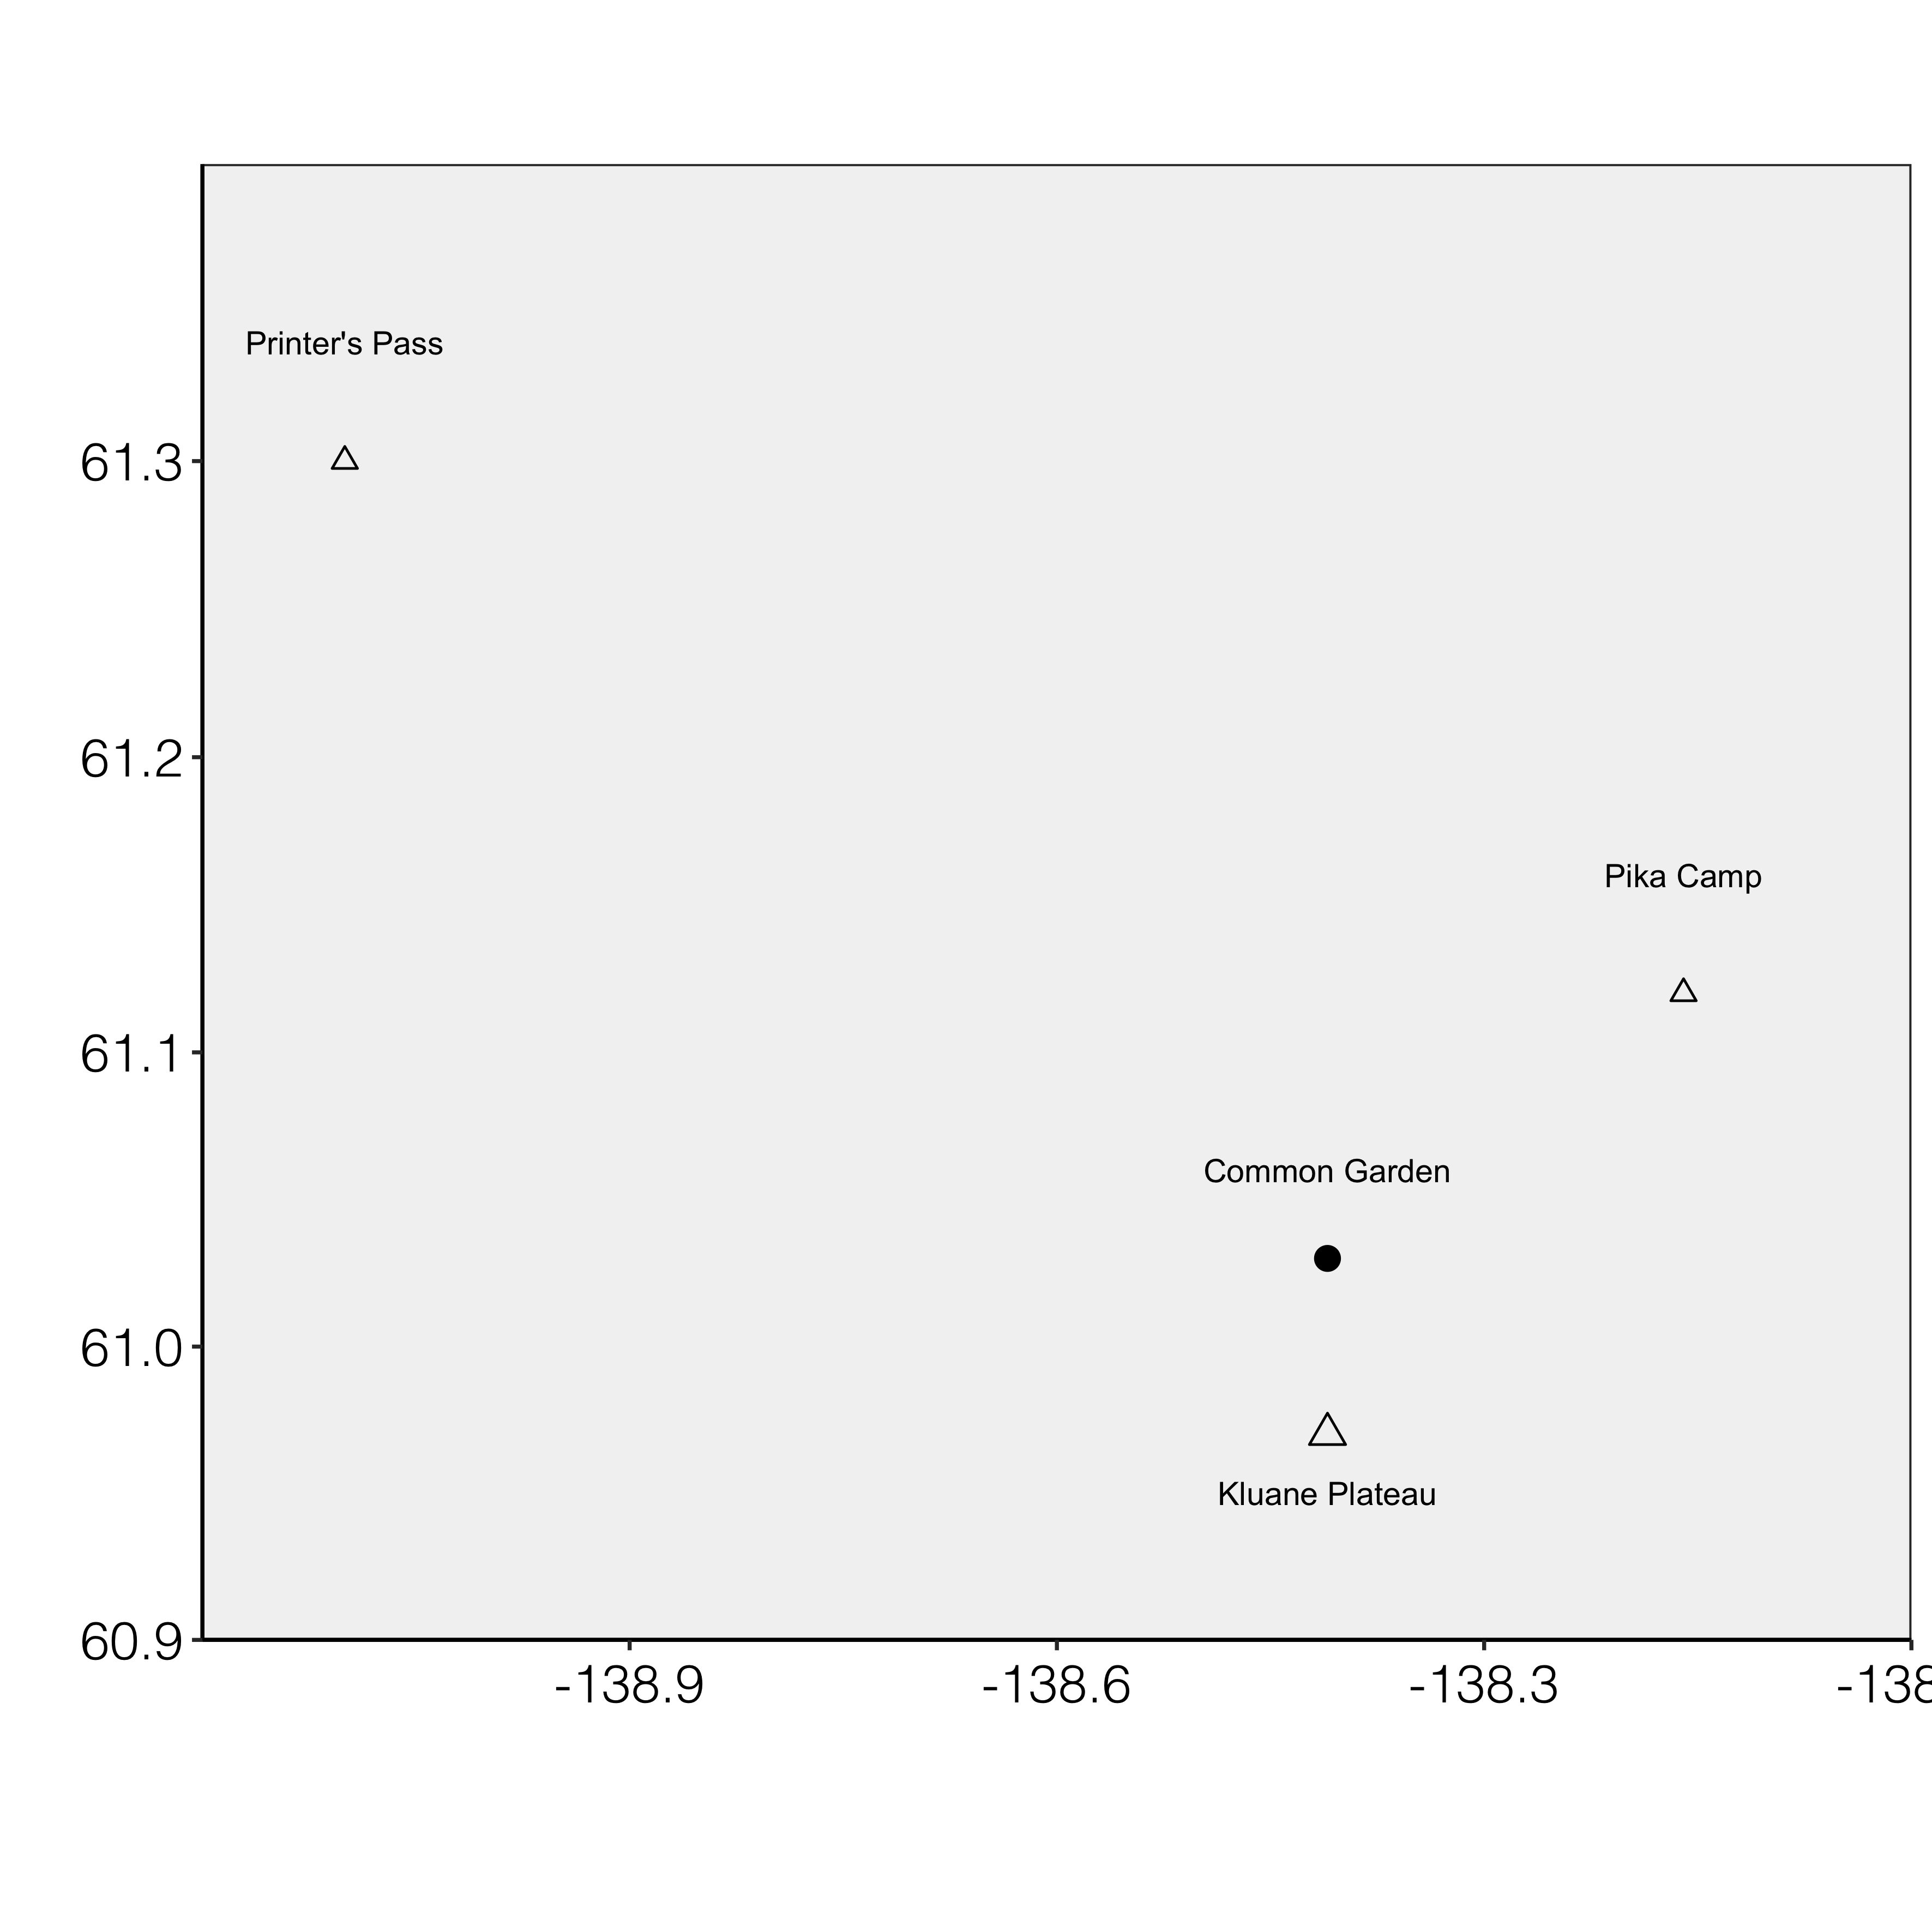 Printer's Pass
61.3
61.2
Pika Camp
61.1
Common Garden
61.0
Kluane Plateau
60.9
-138.9 -138.6 -138.3 -138